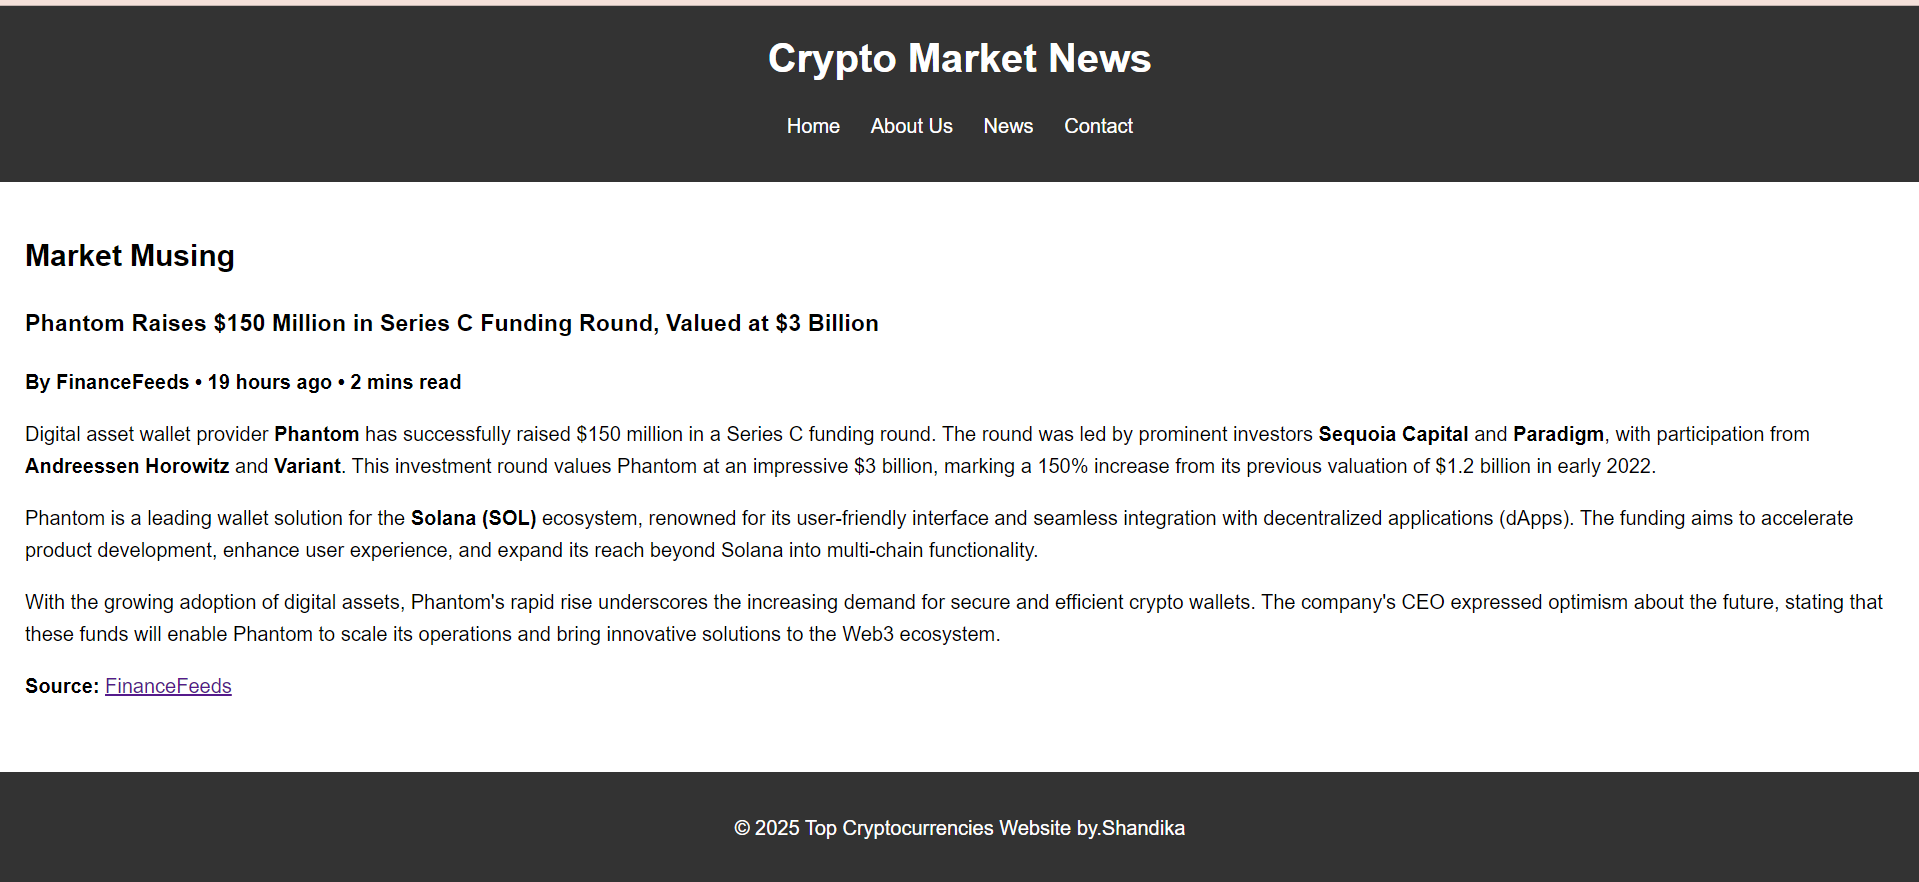 Crypto Market News
Home About Us News Contact
Market Musing
Phantom Raises $150 Million in Series C Funding Round, Valued at $3 Billion
By FinanceFeeds • 19 hours ago • 2 mins read
Digital asset wallet provider Phantom has successfully raised $150 million in a Series C funding round. The round was led by prominent investors Sequoia Capital and Paradigm, with participation from
Andreessen Horowitz and Variant. This investment round values Phantom at an impressive $3 billion, marking a 150% increase from its previous valuation of $1.2 billion in early 2022.
Phantom is a leading wallet solution for the Solana (SOL) ecosystem, renowned for its user-friendly interface and seamless integration with decentralized applications (dApps). The funding aims to accelerate
product development, enhance user experience, and expand its reach beyond Solana into multi-chain functionality.
With the growing adoption of digital assets, Phantom's rapid rise underscores the increasing demand for secure and efficient crypto wallets. The company's CEO expressed optimism about the future, stating that
these funds will enable Phantom to scale its operations and bring innovative solutions to the Web3 ecosystem.
Source: FinanceFeeds
© 2025 Top Cryptocurrencies Website by.Shandika